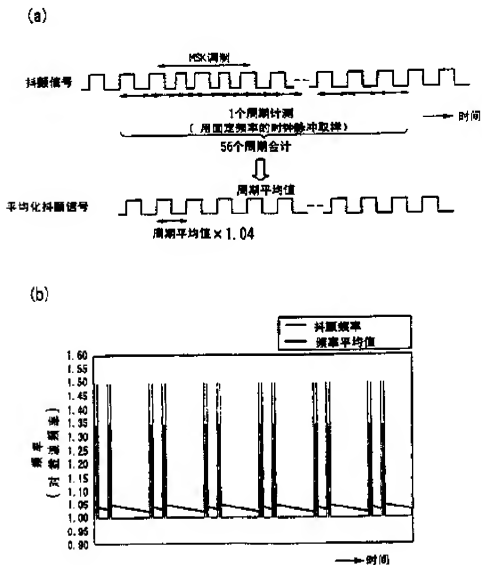 (a)
MSK调制
抖颤信号
1个周期计测
时间
( 用固定频率的时钟脉冲取样)
56个周期合计
周期平均值
平均化抖颤信号
周期平均值×1.04
(b)
抖颤频率
频率平均值
1.60
1.55
1.50
1.45
1.40
1.35
1.30
1.25
1.20
1.15
1.10
1.05
1.00
0.95
0.90
频率
时间